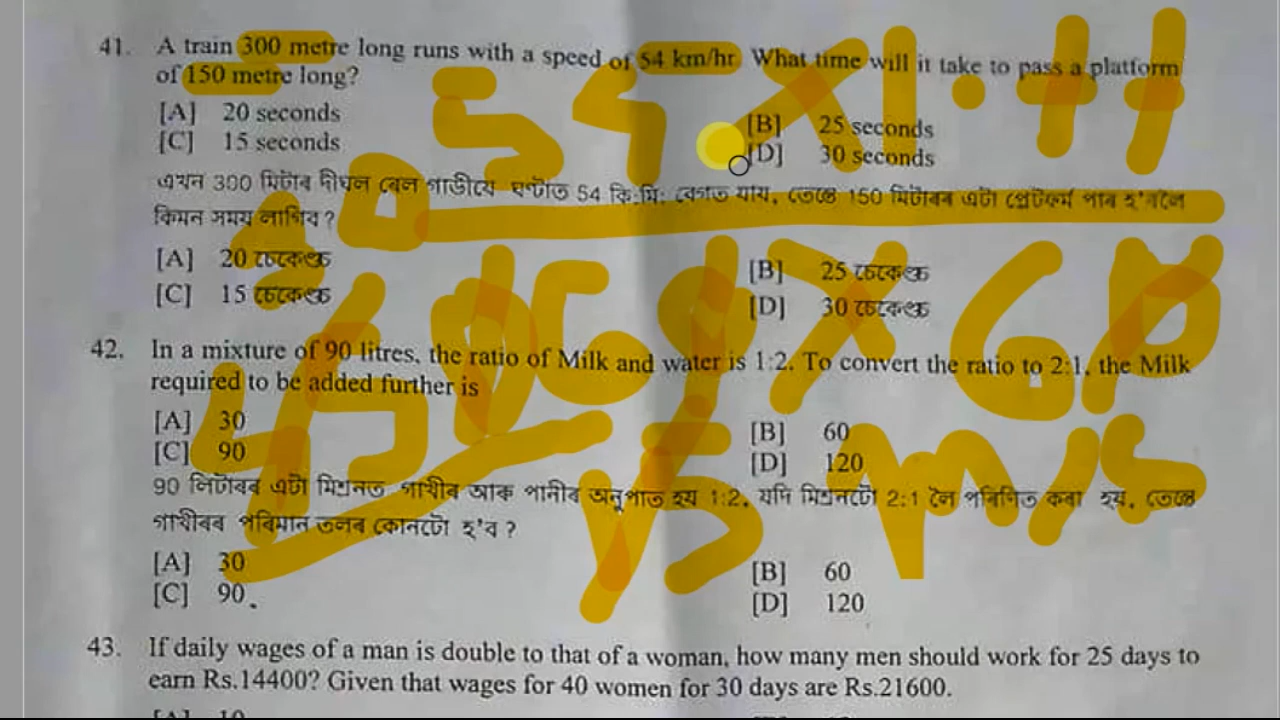 41. A train 300 metre long runs with a speed of 54 km/hr. What time will it take to pass a platform
of 150 metre long?
[A] 20 seconds
[B] 25 seconds
[C] 15 seconds
[D] 30 seconds
এখন 300 মিটাৰ দীঘল ৰেল গাড়ীয়ে ঘণ্টাত 54 কি:মি: বেগত যায়, তেন্তে 150 মিটাৰৰ এটা প্লেটফৰ্ম পাৰ হ'বলৈ
কিমন সময় লাগিব ?
[A] 20 চেকেণ্ড
[B] 25 চেকেণ্ড
[C] 15 চেকেণ্ড
[D] 30 চেকেণ্ড
42. In a mixture of 90 litres, the ratio of Milk and water is 1:2. To convert the ratio to 2:1, the Milk
required to be added further is
[A] 30
[B] 60
[C] 90
[D] 120
90 লিটাৰৰ এটা মিশ্ৰনত গাখীৰ আৰু পানীৰ অনুপাত হয় 1:2, যদি মিশ্ৰনটো 2:1 লৈ পৰিণিত কৰা হয়, তেন্তে
গাখীৰৰ পৰিমান তলৰ কোনটো হ'ব ?
[A] 30
[B] 60
[C] 90
[D] 120
43. If daily wages of a man is double to that of a woman, how many men should work for 25 days to
earn Rs.14400? Given that wages for 40 women for 30 days are Rs.21600.
[A] 10